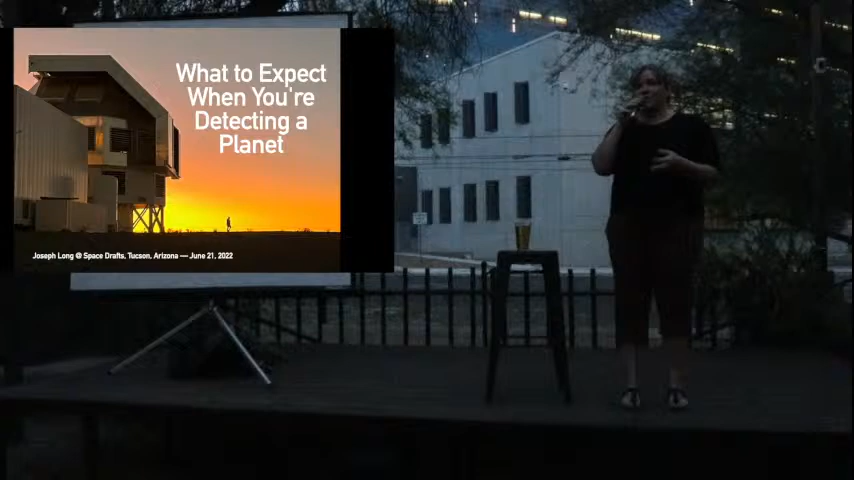 What to Expect
When You're
Detecting a
Planet
Joseph Long @ Space Drafts, Tucson, Arizona — June 21, 2022